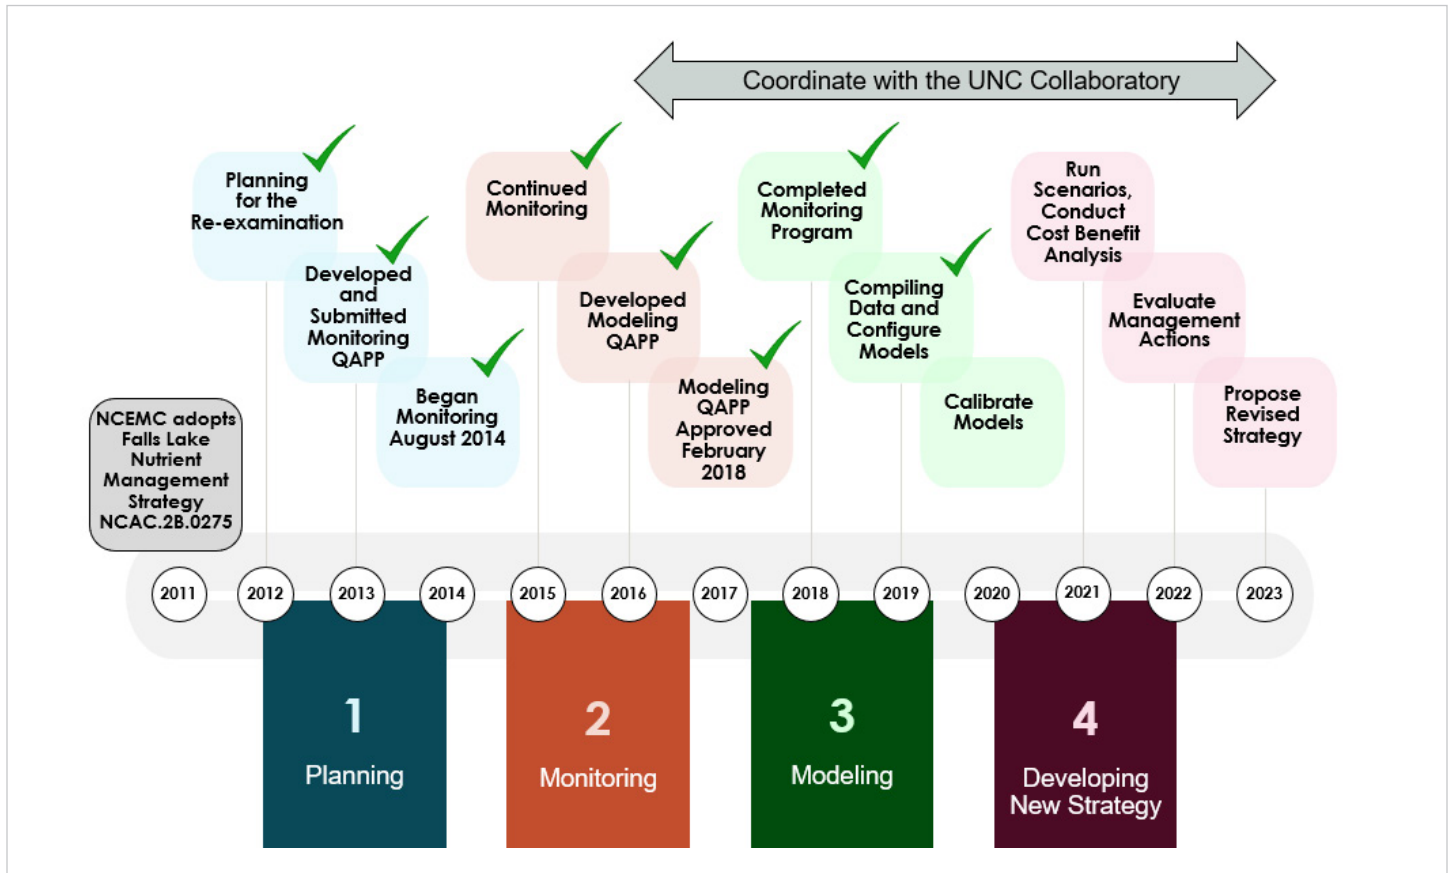 Coordinate with the UNC Collaboratory
Planning
for the
Re-examination
Developed
and
Submitted
Monitoring
QAPP
Began
Monitoring
August 2014
Continued
Monitoring
Developed
Modeling
QAPP
Modeling
QAPP
Approved
February
2018
Completed
Monitoring
Program
Compiling
Data and
Configure
Models
Calibrate
Models
Run
Scenarios,
Conduct
Cost Benefit
Analysis
Evaluate
Management
Actions
Propose
Revised
Strategy
NCEMC adopts
Falls Lake
Nutrient
Management
Strategy
NCAC.2B.0275
2011
2012
2013
2014
2015
2016
2017
2018
2019
2020
2021
2022
2023
1
Planning
2
Monitoring
3
Modeling
4
Developing
New Strategy